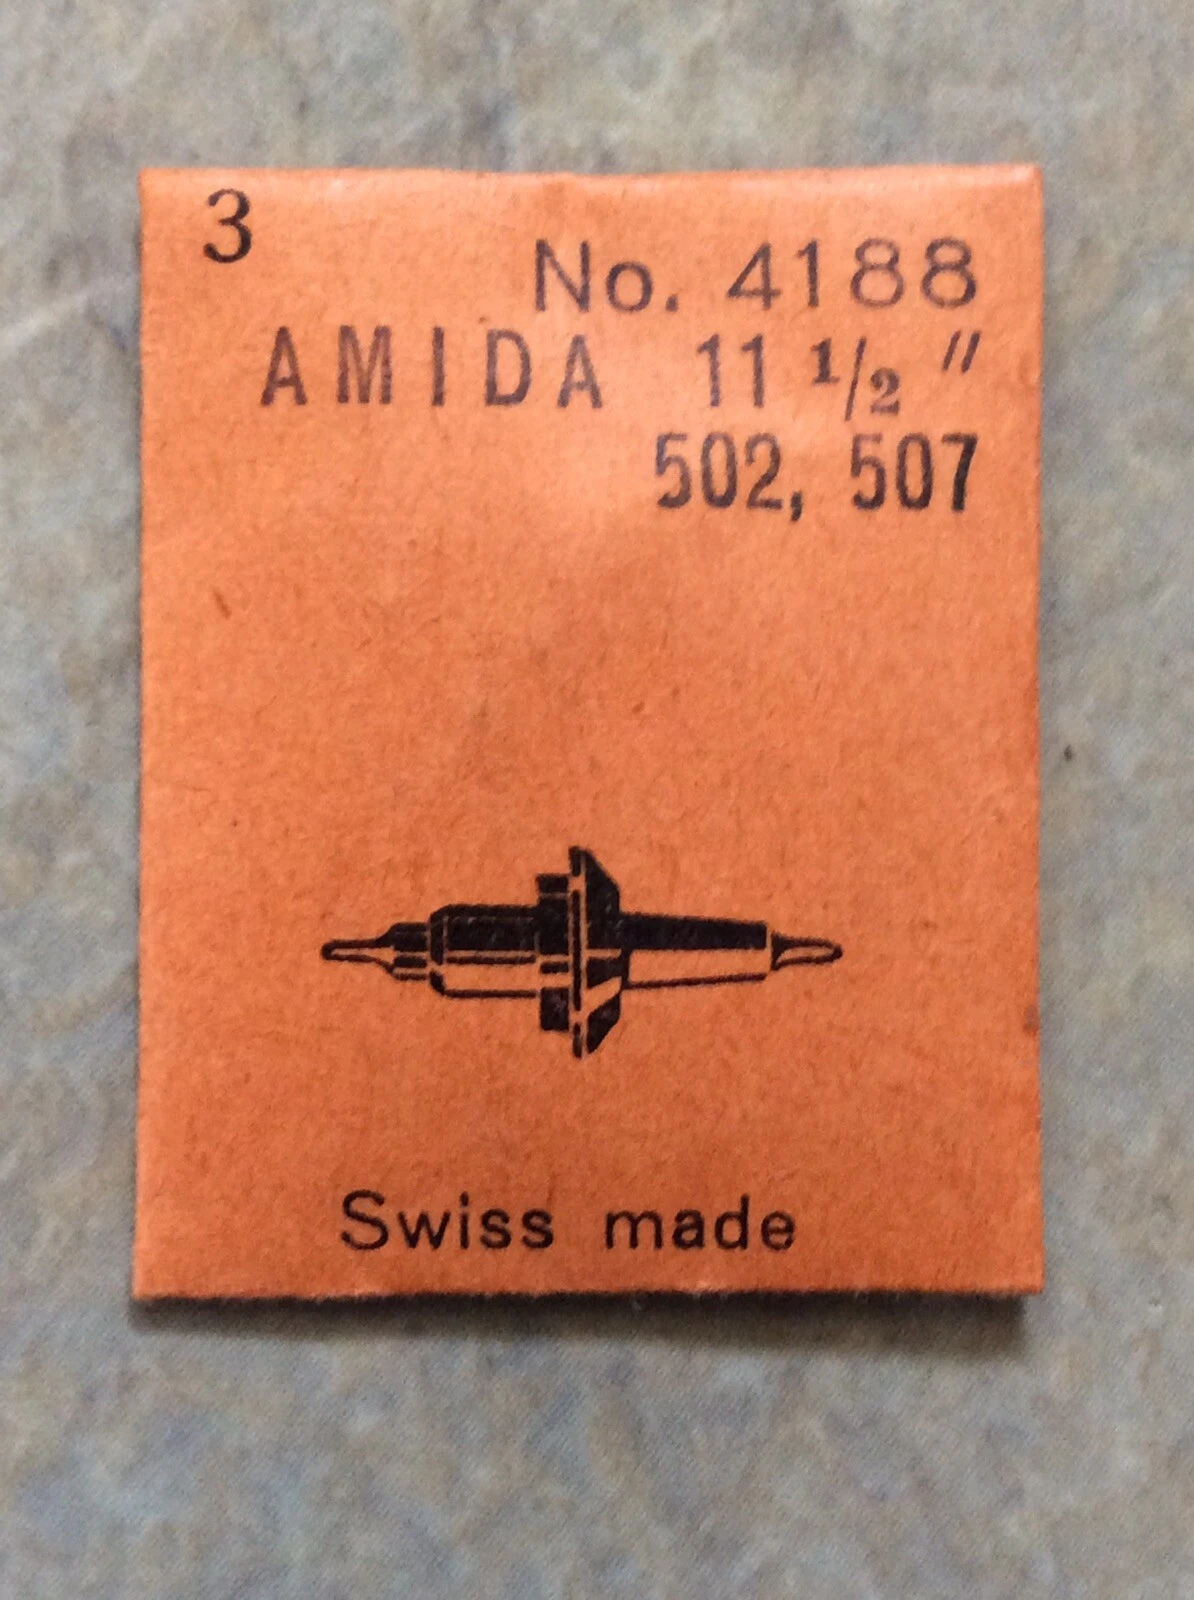 3
No. 4188
AMIDA 11 1/2 "
502, 507
Swiss made